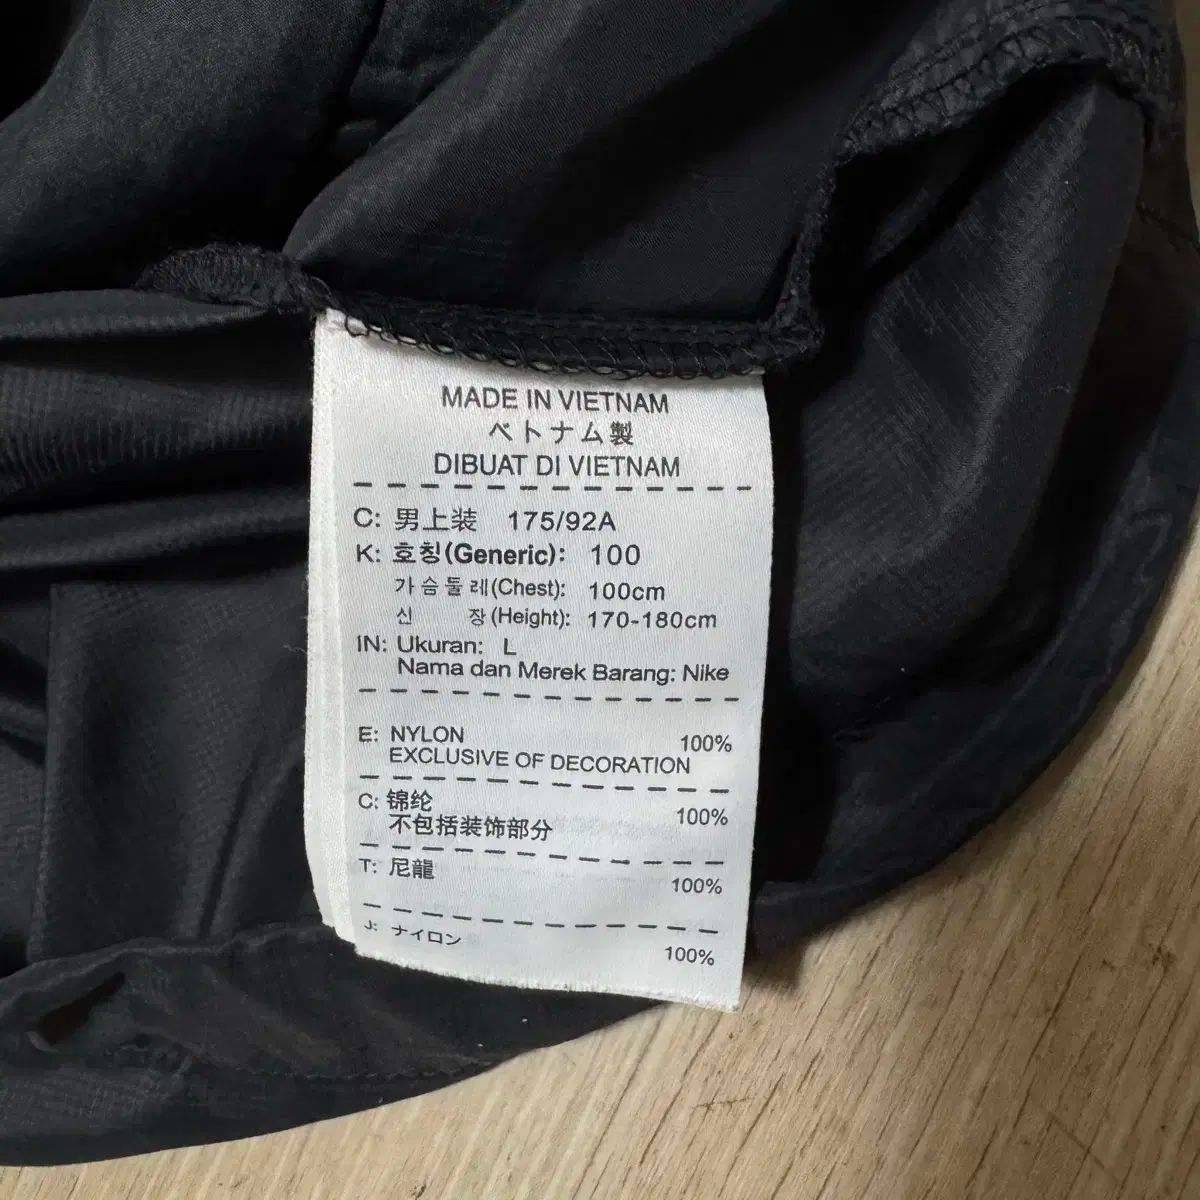 MADE IN VIETNAM
ベトナム製
DIBUAT DI VIETNAM
C: 男上装 175/92A
K: 호칭(Generic): 100
가슴둘레(Chest): 100cm
신 장(Height): 170-180cm
IN: Ukuran: L
Nama dan Merek Barang: Nike
E: NYLON 100%
EXCLUSIVE OF DECORATION
C: 锦纶 100%
不包括装饰部分
T: 尼龍 100%
J: ナイロン 100%